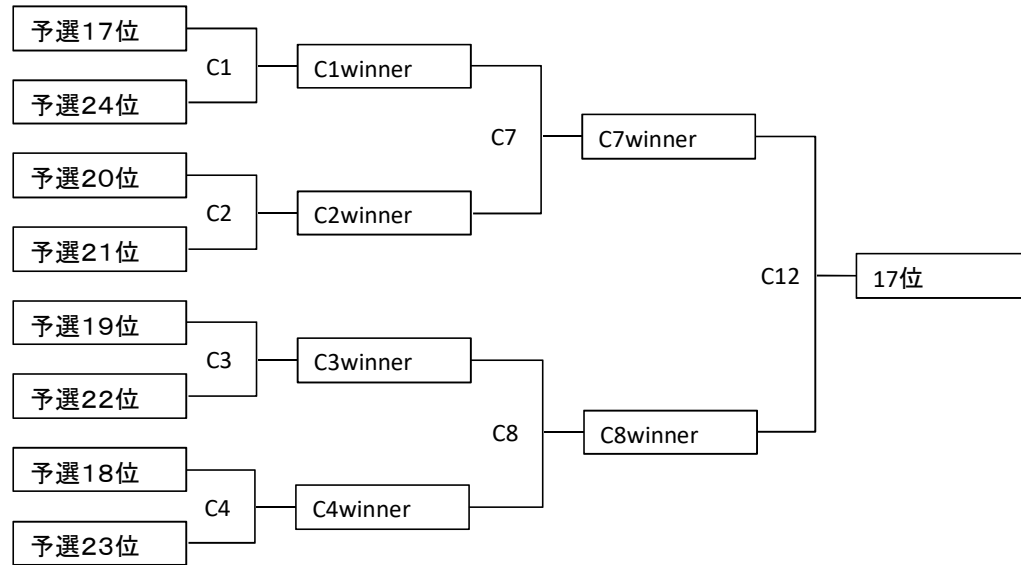 予選17位
C1
C1winner
予選24位
C7
C7winner
予選20位
C2
C2winner
予選21位
C12
17位
予選19位
C3
C3winner
予選22位
C8
C8winner
予選18位
C4
C4winner
予選23位